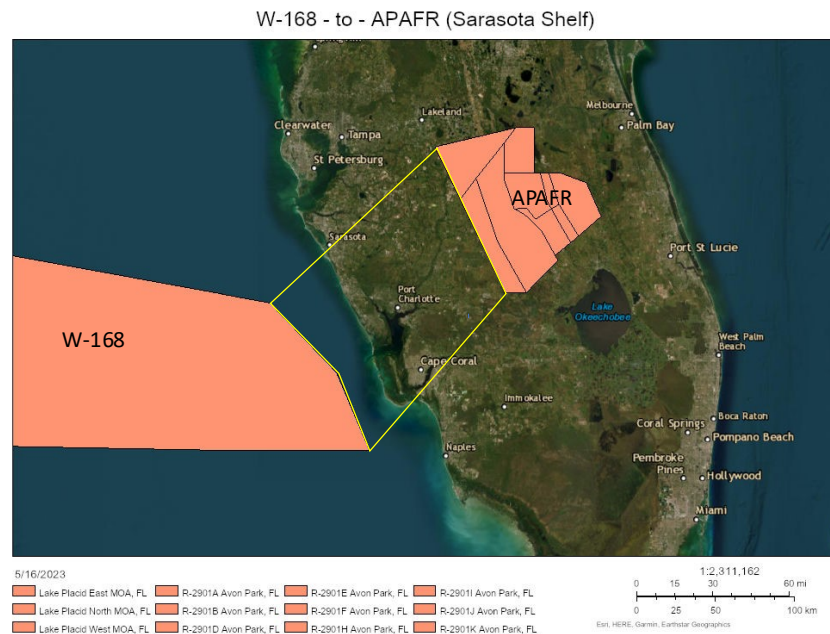 W-168 - to - APAFR (Sarasota Shelf)
Melbourne
Lakeland
Palm Bay
Clearwater
Tampa
St Petersburg
APAFR
Sarasota
Port St Lucie
Port
Charlotte
Lake
Okeechobee
W-168
West Palm
Beach
Cape Coral
Immokalee
Boca Raton
Coral Springs
Pompano Beach
Naples
Pembroke
Pines
Hollywood
Miami
5/16/2023
1:2,311,162
0 15 30 60 mi
0 25 50 100 km
Lake Placid East MOA, FL R-2901A Avon Park, FL R-2901E Avon Park, FL R-2901I Avon Park, FL
Lake Placid North MOA, FL R-2901B Avon Park, FL R-2901F Avon Park, FL R-2901J Avon Park, FL
Lake Placid West MOA, FL R-2901D Avon Park, FL R-2901H Avon Park, FL R-2901K Avon Park, FL
Esri, HERE, Garmin, Earthstar Geographics